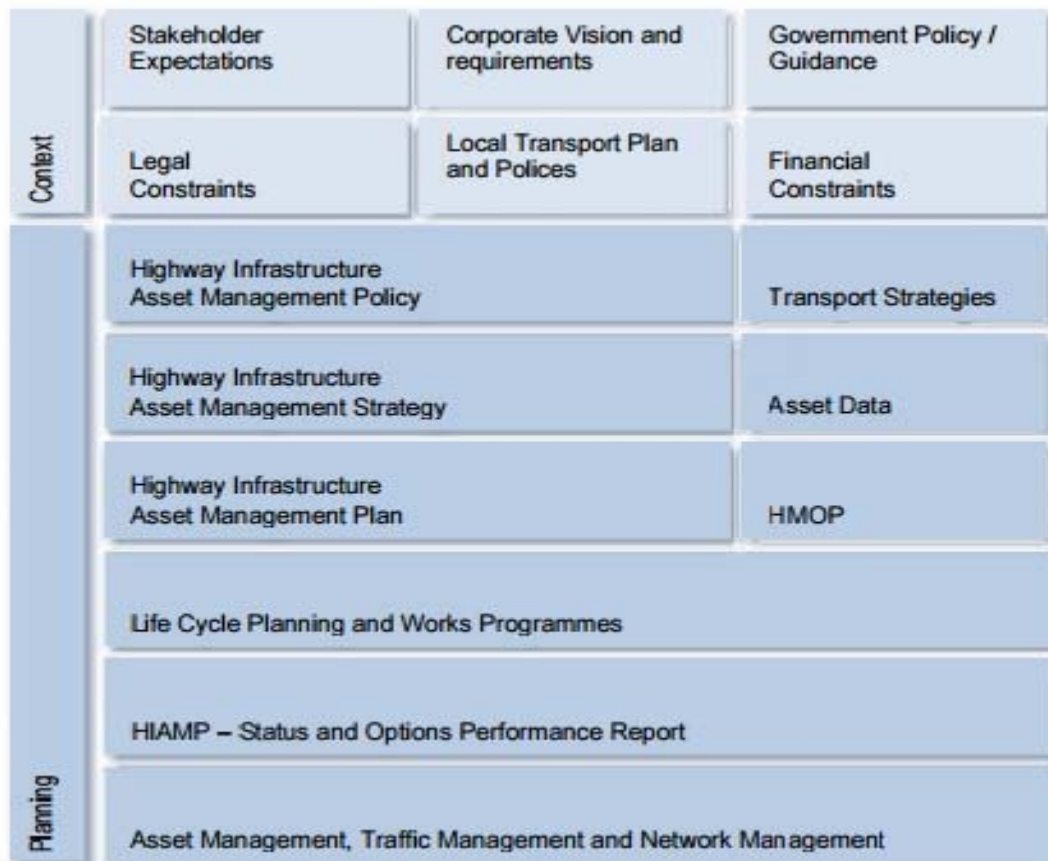 Context
Stakeholder
Expectations
Corporate Vision and
requirements
Government Policy /
Guidance
Legal
Constraints
Local Transport Plan
and Polices
Financial
Constraints
Planning
Highway Infrastructure
Asset Management Policy
Transport Strategies
Highway Infrastructure
Asset Management Strategy
Asset Data
Highway Infrastructure
Asset Management Plan
HMOP
Life Cycle Planning and Works Programmes
HIAMP – Status and Options Performance Report
Asset Management, Traffic Management and Network Management